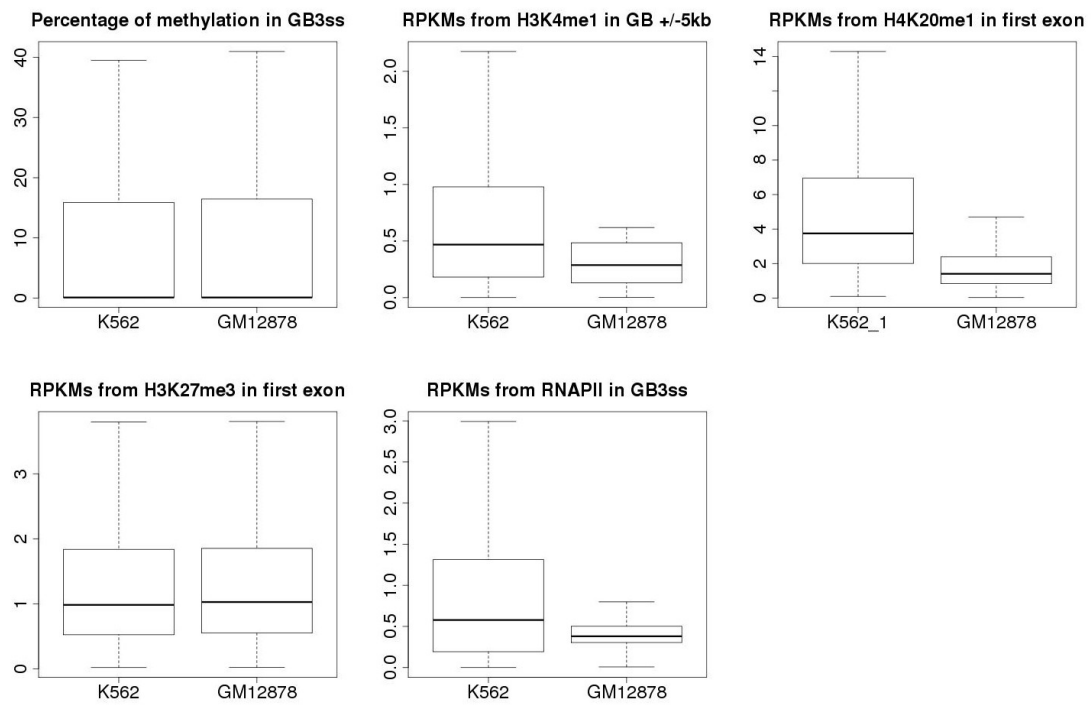 Percentage of methylation in GB3ss
40
30
20
10
0
K562 GM12878
RPKMs from H3K4me1 in GB +/-5kb
2.0
1.5
1.0
0.5
0.0
K562 GM12878
RPKMs from H4K20me1 in first exon
14
10
8
6
4
2
0
K562_1 GM12878
RPKMs from H3K27me3 in first exon
3
2
1
0
K562 GM12878
RPKMs from RNAPII in GB3ss
3.0
2.5
2.0
1.5
1.0
0.5
0.0
K562 GM12878